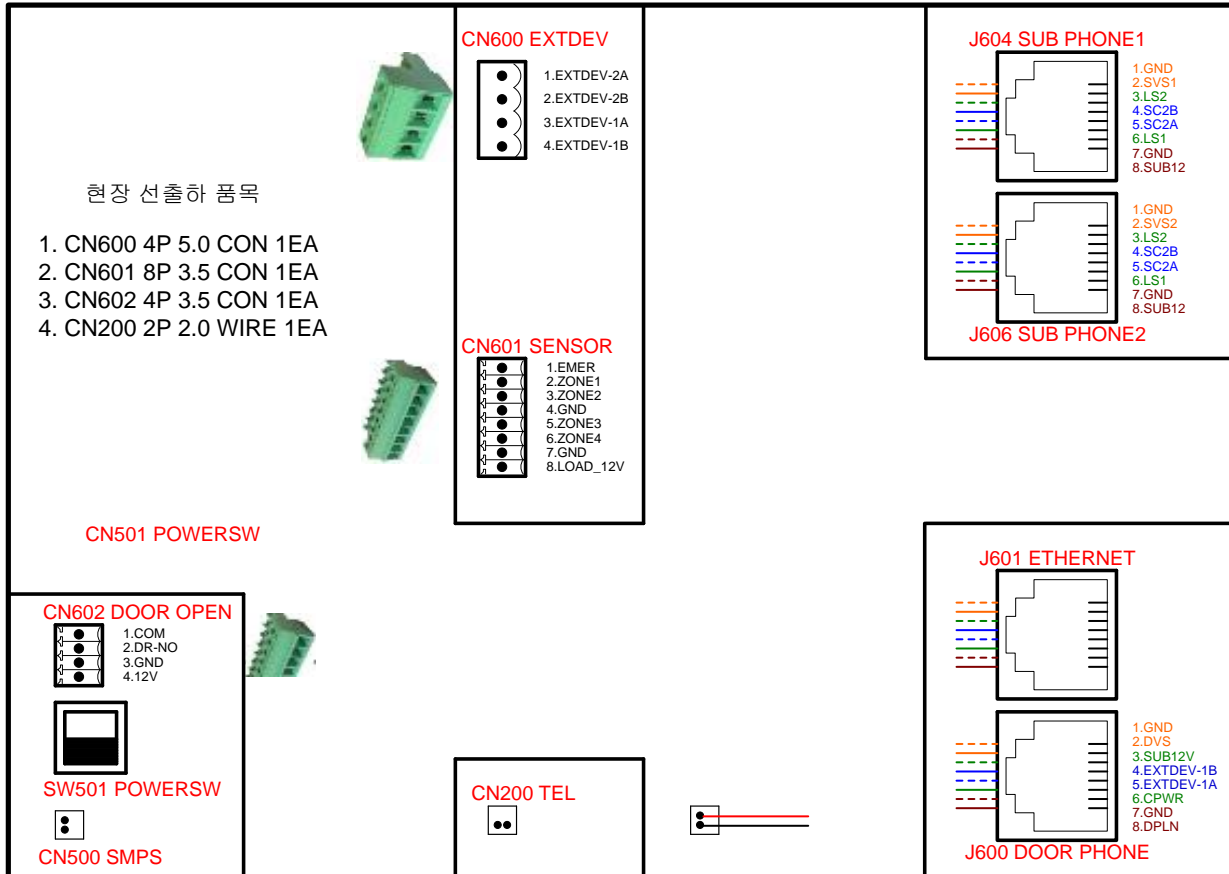 CN600 EXTDEV
1.EXTDEV-2A
2.EXTDEV-2B
3.EXTDEV-1A
4.EXTDEV-1B
J604 SUB PHONE1
1.GND
2.SVS1
3.LS2
4.SC2B
5.SC2A
6.LS1
7.GND
8.SUB12
현장 선출하 품목
1. CN600 4P 5.0 CON 1EA
2. CN601 8P 3.5 CON 1EA
3. CN602 4P 3.5 CON 1EA
4. CN200 2P 2.0 WIRE 1EA
1.GND
2.SVS2
3.LS2
4.SC2B
5.SC2A
6.LS1
7.GND
8.SUB12
J606 SUB PHONE2
CN601 SENSOR
1.EMER
2.ZONE1
3.ZONE2
4.GND
5.ZONE3
6.ZONE4
7.GND
8.LOAD_12V
CN501 POWERSW
J601 ETHERNET
CN602 DOOR OPEN
1.COM
2.DR-NO
3.GND
4.12V
SW501 POWERSW
CN500 SMPS
CN200 TEL
1.GND
2.DVS
3.SUB12V
4.EXTDEV-1B
5.EXTDEV-1A
6.CPWR
7.GND
8.DPLN
J600 DOOR PHONE